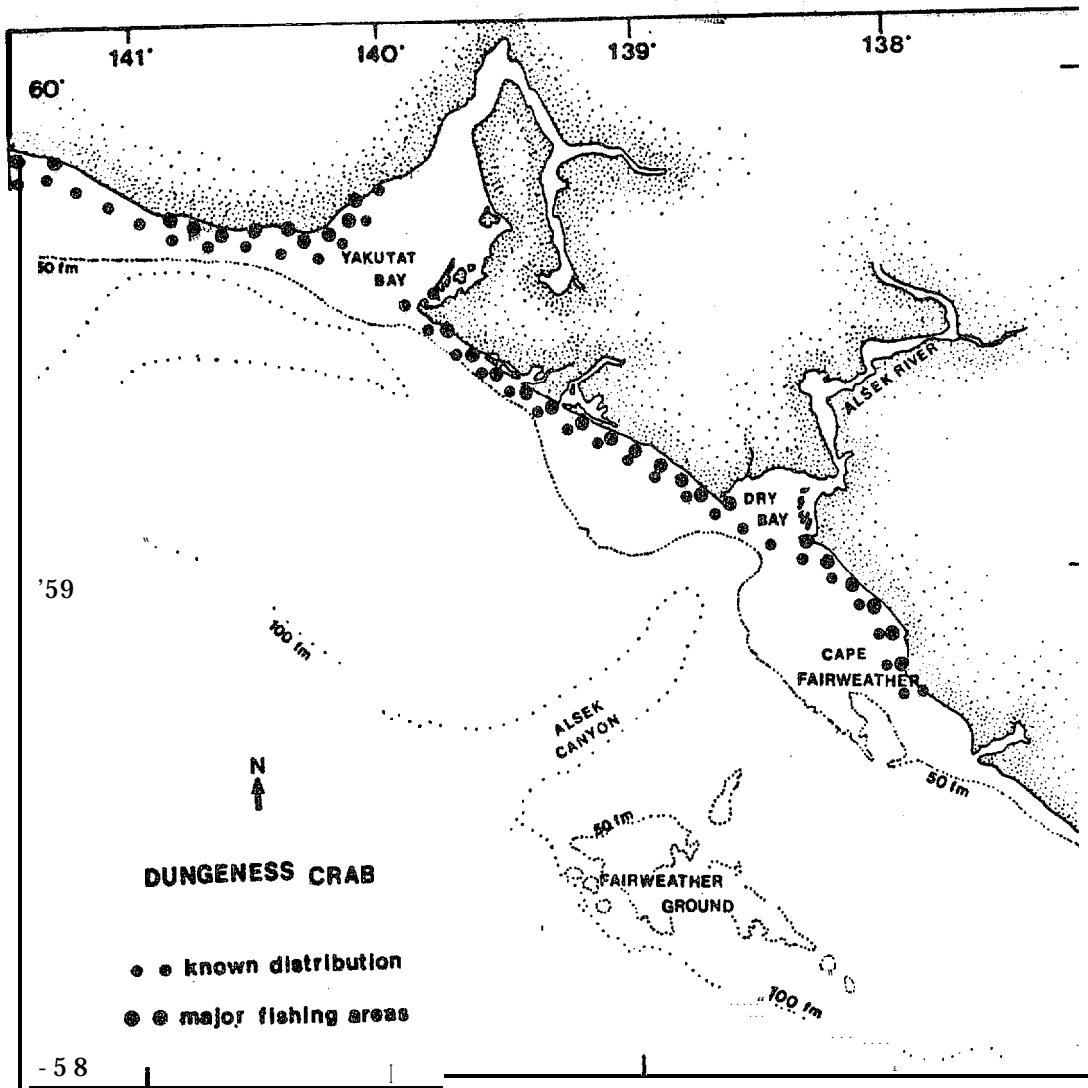 141°
140°
139°
138°
60°
YAKUTAT
BAY
50 fm
ALSEK RIVER
DRY
BAY
'59
100 fm
CAPE
FAIRWEATHER
ALSEK
CANYON
N
50 fm
50 fm
DUNGENESS CRAB
FAIRWEATHER
GROUND
known distribution
major fishing areas
100 fm
-58